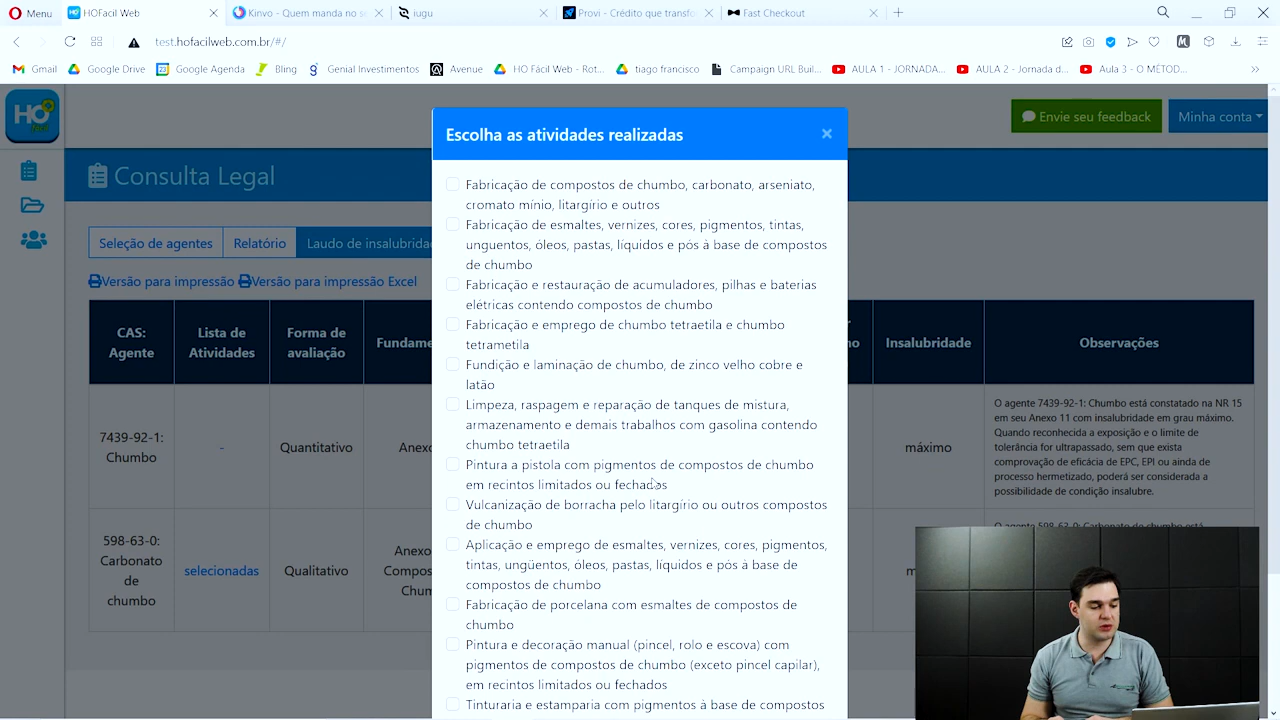 Menu
HOFacil Web
Kinvo - Quem manda no se
iugu
Provi - Crédito que transfo
Fast Checkout
test.hofacilweb.com.br/#/
Gmail
Google Drive
23
Google Agenda
Bling
Genial Investimentos
Avenue
HO Fácil Web - Rot...
tiago francisco
Campaign URL Buil...
AULA 1 - JORNADA...
AULA 2 - Jornada d...
Aula 3 - O MÉTOD...
HO
Envie seu feedback
Minha conta
Consulta Legal
Seleção de agentes
Relatório
Laudo de insalubridad
Versão para impressão
Versão para impressão Excel
CAS:
Agente
Lista de
Atividades
Forma de
avaliação
Fundame
Insalubridade
Observações
7439-92-1:
Chumbo
-
Quantitativo
Anexo
máximo
O agente 7439-92-1: Chumbo está constatado na NR 15
em seu Anexo 11 com insalubridade em grau máximo.
Quando reconhecida a exposição e o limite de
tolerância for ultrapassado, sem que exista
comprovação de eficácia de EPC, EPI ou ainda de
processo hermetizado, poderá ser considerada a
possibilidade de condição insalubre.
598-63-0:
Carbonato
de
chumbo
selecionadas
Qualitativo
Anexo
Compos
Chum
O agente 598-63-0: Carbonato de chumbo está
Escolha as atividades realizadas
×
Fabricação de compostos de chumbo, carbonato, arseniato,
cromato mínio, litargírio e outros
Fabricação de esmaltes, vernizes, cores, pigmentos, tintas,
unguentos, óleos, pastas, líquidos e pós à base de compostos
de chumbo
Fabricação e restauração de acumuladores, pilhas e baterias
elétricas contendo compostos de chumbo
Fabricação e emprego de chumbo tetraetila e chumbo
tetrametila
Fundição e laminação de chumbo, de zinco velho cobre e
latão
Limpeza, raspagem e reparação de tanques de mistura,
armazenamento e demais trabalhos com gasolina contendo
chumbo tetraetila
Pintura a pistola com pigmentos de compostos de chumbo
em recintos limitados ou fechados
Vulcanização de borracha pelo litargírio ou outros compostos
de chumbo
Aplicação e emprego de esmaltes, vernizes, cores, pigmentos,
tintas, ungüentos, óleos, pastas, líquidos e pós à base de
compostos de chumbo
Fabricação de porcelana com esmaltes de compostos de
chumbo
Pintura e decoração manual (pincel, rolo e escova) com
pigmentos de compostos de chumbo (exceto pincel capilar),
em recintos limitados ou fechados
Tinturaria e estamparia com pigmentos à base de compostos